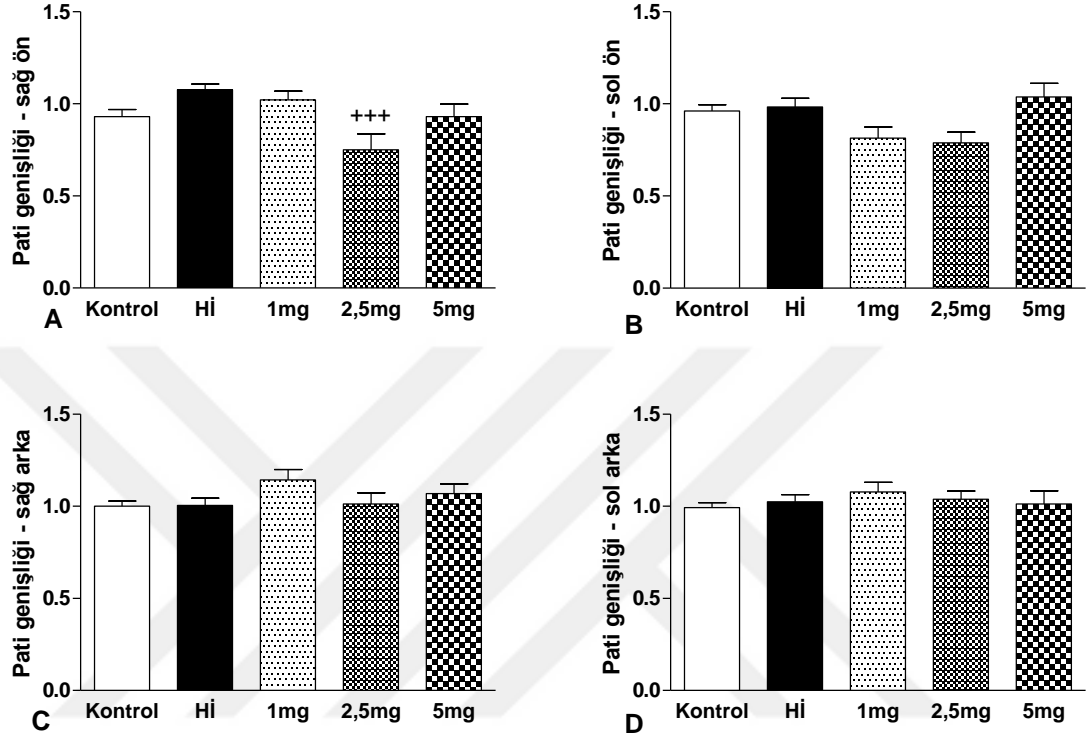 Pati genişliği - sağ ön
1.5
1.0
0.5
0.0
+++
Kontrol Hİ 1mg 2,5mg 5mg
A
Pati genişliği - sol ön
1.5
1.0
0.5
0.0
Kontrol Hİ 1mg 2,5mg 5mg
B
Pati genişliği - sağ arka
1.5
1.0
0.5
0.0
Kontrol Hİ 1mg 2,5mg 5mg
C
Pati genişliği - sol arka
1.5
1.0
0.5
0.0
Kontrol Hİ 1mg 2,5mg 5mg
D